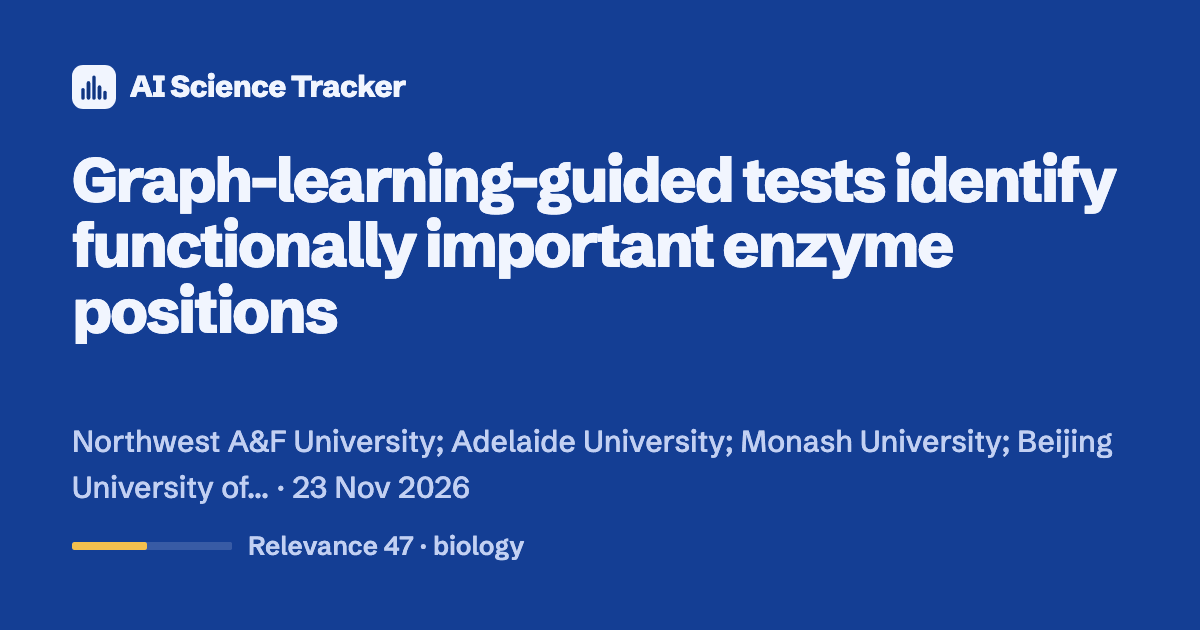 AI Science Tracker
Graph-learning-guided tests identify
functionally important enzyme
positions
Northwest A&F University; Adelaide University; Monash University; Beijing
University of... · 23 Nov 2026
Relevance 47 · biology